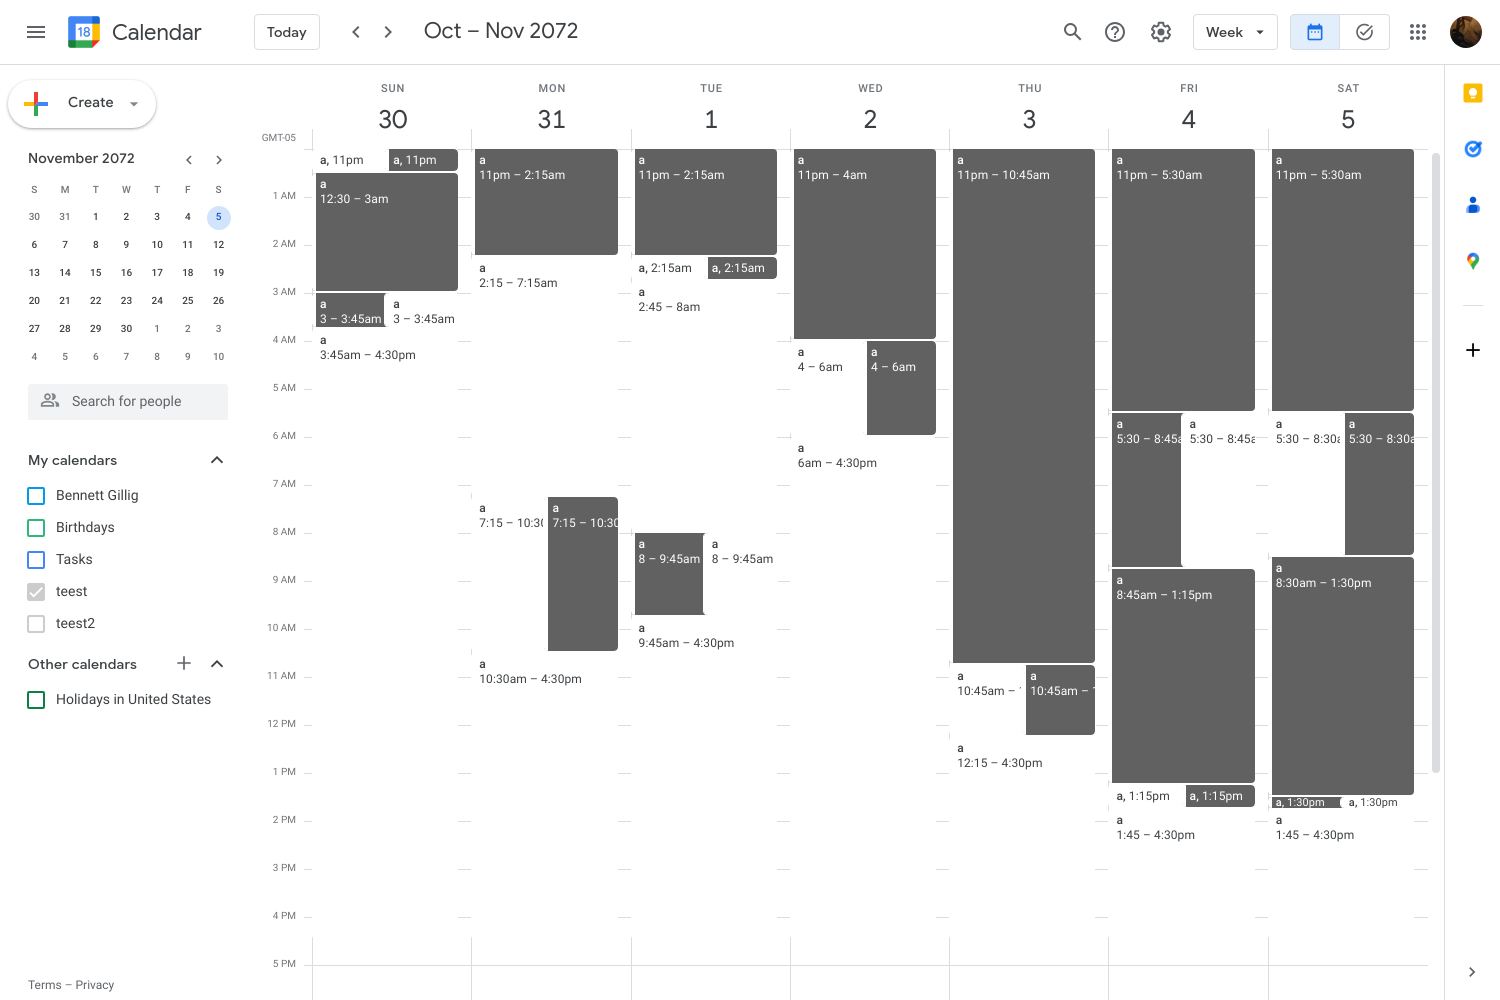 18
Calendar
Today
Oct – Nov 2072
Week
Create
November 2072
S M T W T F S
30 31 1 2 3 4 5
6 7 8 9 10 11 12
13 14 15 16 17 18 19
20 21 22 23 24 25 26
27 28 29 30 1 2 3
4 5 6 7 8 9 10
Search for people
My calendars
Bennett Gillig
Birthdays
Tasks
teest
teest2
Other calendars
Holidays in United States
Terms – Privacy
GMT-05
1 AM
2 AM
3 AM
4 AM
5 AM
6 AM
7 AM
8 AM
9 AM
10 AM
11 AM
12 PM
1 PM
2 PM
3 PM
4 PM
5 PM
SUN
30
a, 11pm
a, 11pm
a
12:30 – 3am
a
3 – 3:45am
a
3 – 3:45am
a
3:45am – 4:30pm
MON
31
a
11pm – 2:15am
a
2:15 – 7:15am
a
7:15 – 10:30
a
7:15 – 10:30
a
10:30am – 4:30pm
TUE
1
a
11pm – 2:15am
a, 2:15am
a, 2:15am
a
2:45 – 8am
a
8 – 9:45am
a
8 – 9:45am
a
9:45am – 4:30pm
WED
2
a
11pm – 4am
a
4 – 6am
a
4 – 6am
a
6am – 4:30pm
THU
3
a
11pm – 10:45am
a
10:45am –
a
10:45am –
a
12:15 – 4:30pm
FRI
4
a
11pm – 5:30am
a
5:30 – 8:45a
a
5:30 – 8:45a
a
8:45am – 1:15pm
a, 1:15pm
a, 1:15pm
a
1:45 – 4:30pm
SAT
5
a
11pm – 5:30am
a
5:30 – 8:30a
a
5:30 – 8:30a
a
8:30am – 1:30pm
a, 1:30pm
a, 1:30pm
a
1:45 – 4:30pm